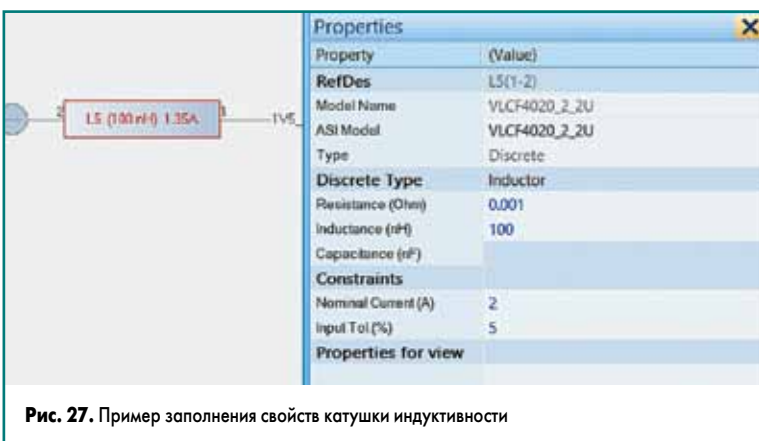 Properties
Property (Value)
RefDes L5(1-2)
Model Name VLCF4020_2_2U
ASI Model VLCF4020_2_2U
Type Discrete
Discrete Type Inductor
Resistance (Ohm) 0.001
Inductance (nH) 100
Capacitance (nF)
Constraints
Nominal Current (A) 2
Input Tol.(%) 5
Properties for view
2 L5 (100 nH) 1.35A 1V5_
Рис. 27. Пример заполнения свойств катушки индуктивности